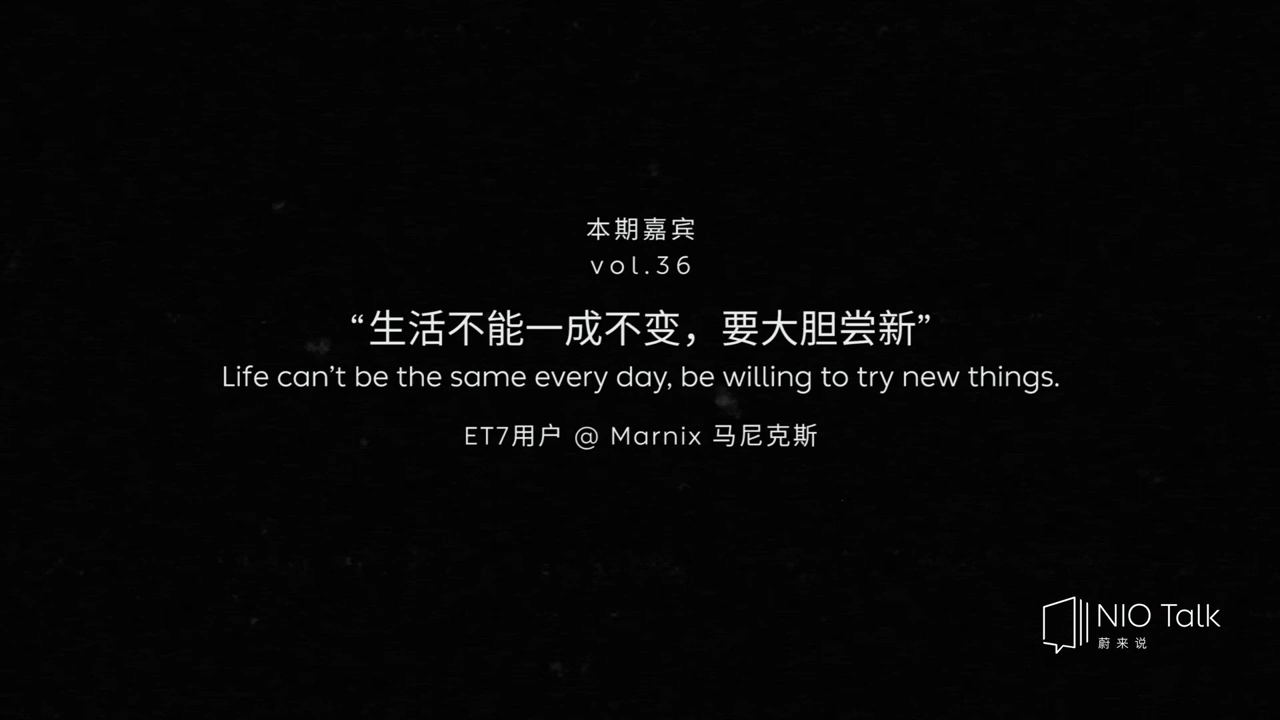 本期嘉宾
vol.36
“生活不能一成不变，要大胆尝新”
Life can’t be the same every day, be willing to try new things.
ET7用户 @ Marnix 马尼克斯
NIO Talk
蔚来说